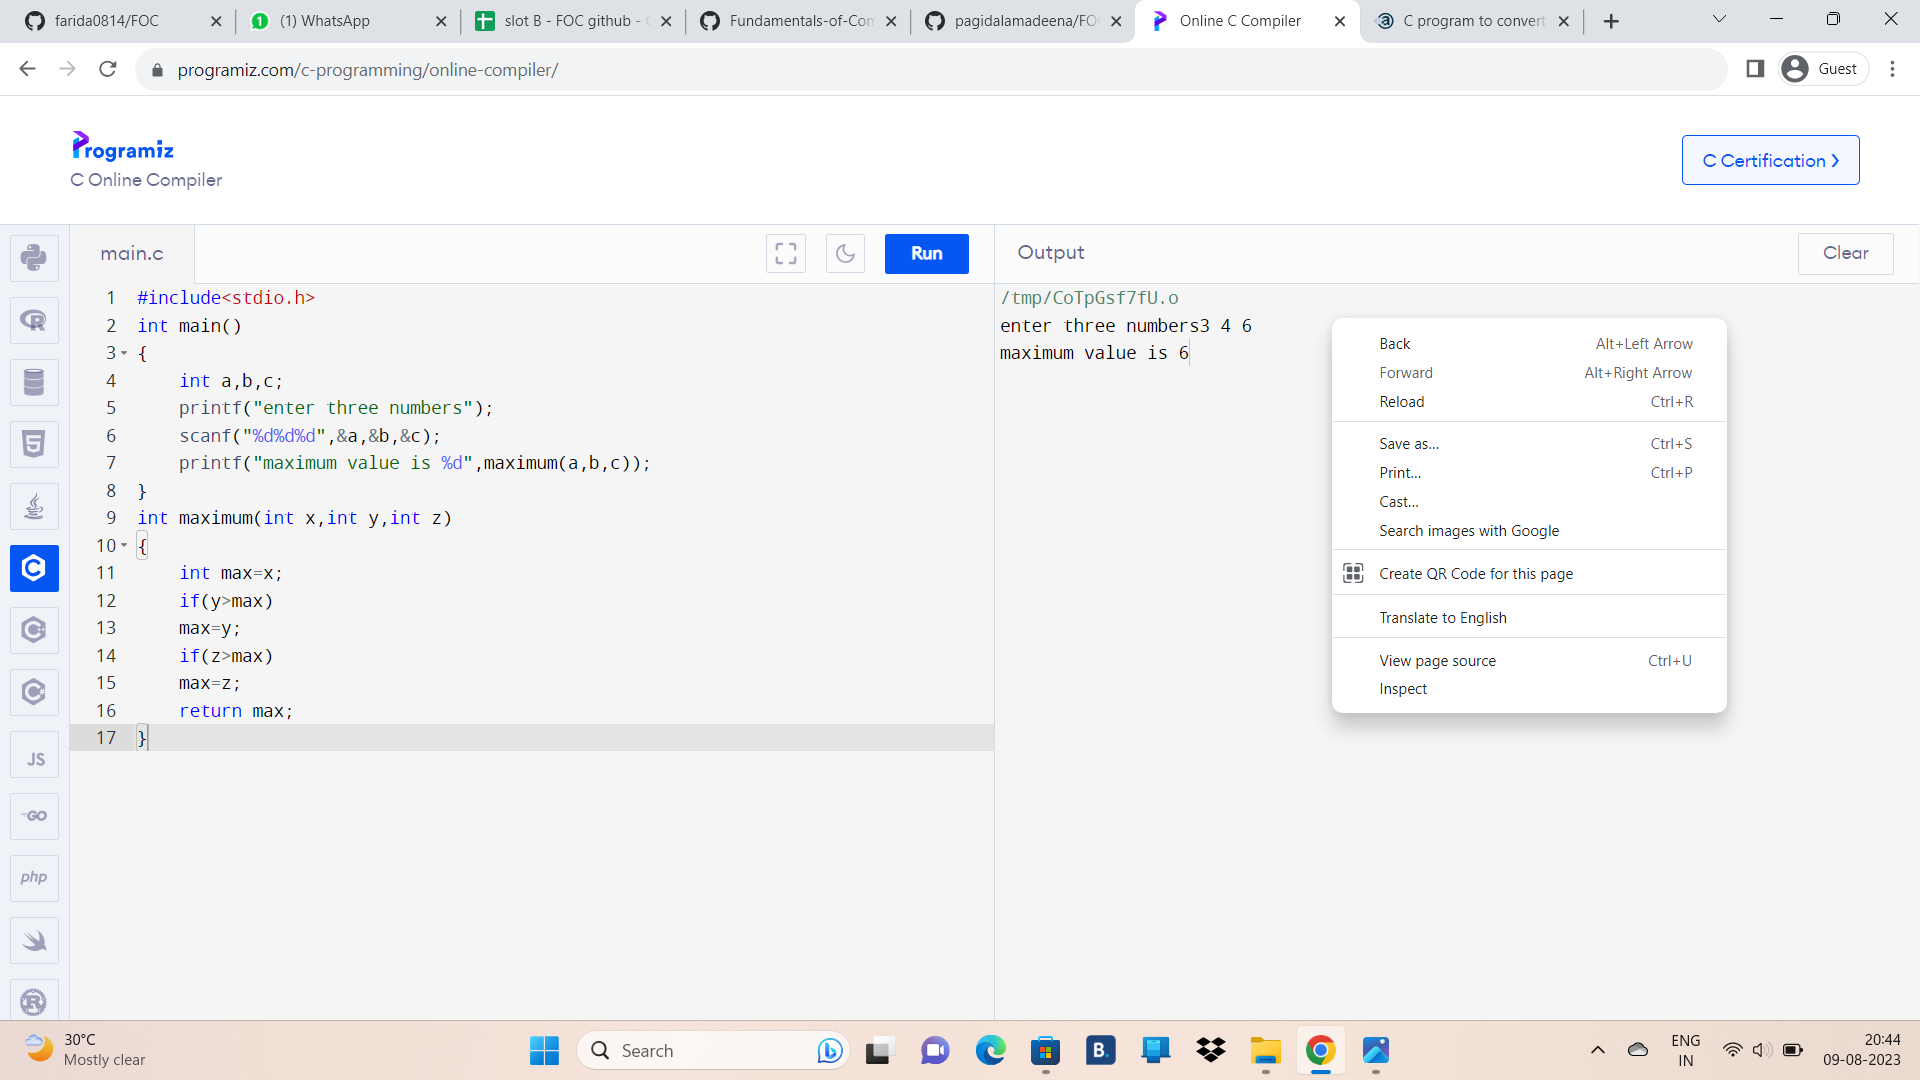 farida0814/FOC
(1) WhatsApp
slot B - FOC github -
Fundamentals-of-Com
pagidalamadeena/FO
Online C Compiler
C program to convert
programiz.com/c-programming/online-compiler/
Guest
Programiz
C Online Compiler
C Certification
main.c
Run
Output
Clear
1 #include<stdio.h>
2 int main()
3 {
4 int a,b,c;
5 printf("enter three numbers");
6 scanf("%d%d%d",&a,&b,&c);
7 printf("maximum value is %d",maximum(a,b,c));
8 }
9 int maximum(int x,int y,int z)
10 {
11 int max=x;
12 if(y>max)
13 max=y;
14 if(z>max)
15 max=z;
16 return max;
17 }
/tmp/CoTpGsf7fU.o
enter three numbers3 4 6
maximum value is 6
Back Alt+Left Arrow
Forward Alt+Right Arrow
Reload Ctrl+R
Save as... Ctrl+S
Print... Ctrl+P
Cast...
Search images with Google
Create QR Code for this page
Translate to English
View page source Ctrl+U
Inspect
R
5
C
JS
GO
php
R
30°C
Mostly clear
Search
B.
ENG
IN
20:44
09-08-2023